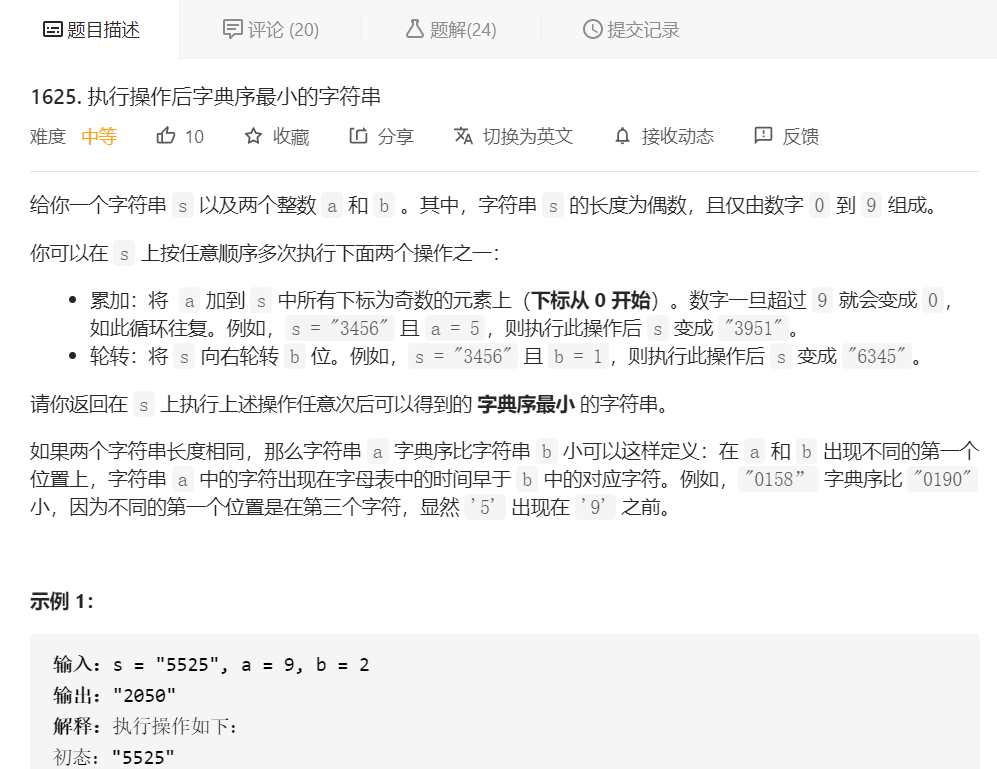 题目描述 评论 (20) 题解(24) 提交记录
1625. 执行操作后字典序最小的字符串
难度 中等 10 收藏 分享 切换为英文 接收动态 反馈
给你一个字符串 s 以及两个整数 a 和 b 。其中，字符串 s 的长度为偶数，且仅由数字 0 到 9 组成。
你可以在 s 上按任意顺序多次执行下面两个操作之一：
• 累加：将 a 加到 s 中所有下标为奇数的元素上（下标从 0 开始）。数字一旦超过 9 就会变成 0，
如此循环往复。例如，s = "3456" 且 a = 5，则执行此操作后 s 变成 "3951"。
• 轮转：将 s 向右轮转 b 位。例如，s = "3456" 且 b = 1，则执行此操作后 s 变成 "6345"。
请你返回在 s 上执行上述操作任意次后可以得到的 字典序最小 的字符串。
如果两个字符串长度相同，那么字符串 a 字典序比字符串 b 小可以这样定义：在 a 和 b 出现不同的第一个
位置上，字符串 a 中的字符出现在字母表中的时间早于 b 中的对应字符。例如，"0158” 字典序比 "0190"
小，因为不同的第一个位置是在第三个字符，显然 '5' 出现在 '9' 之前。
示例 1：
输入：s = "5525", a = 9, b = 2
输出："2050"
解释：执行操作如下：
初态："5525"